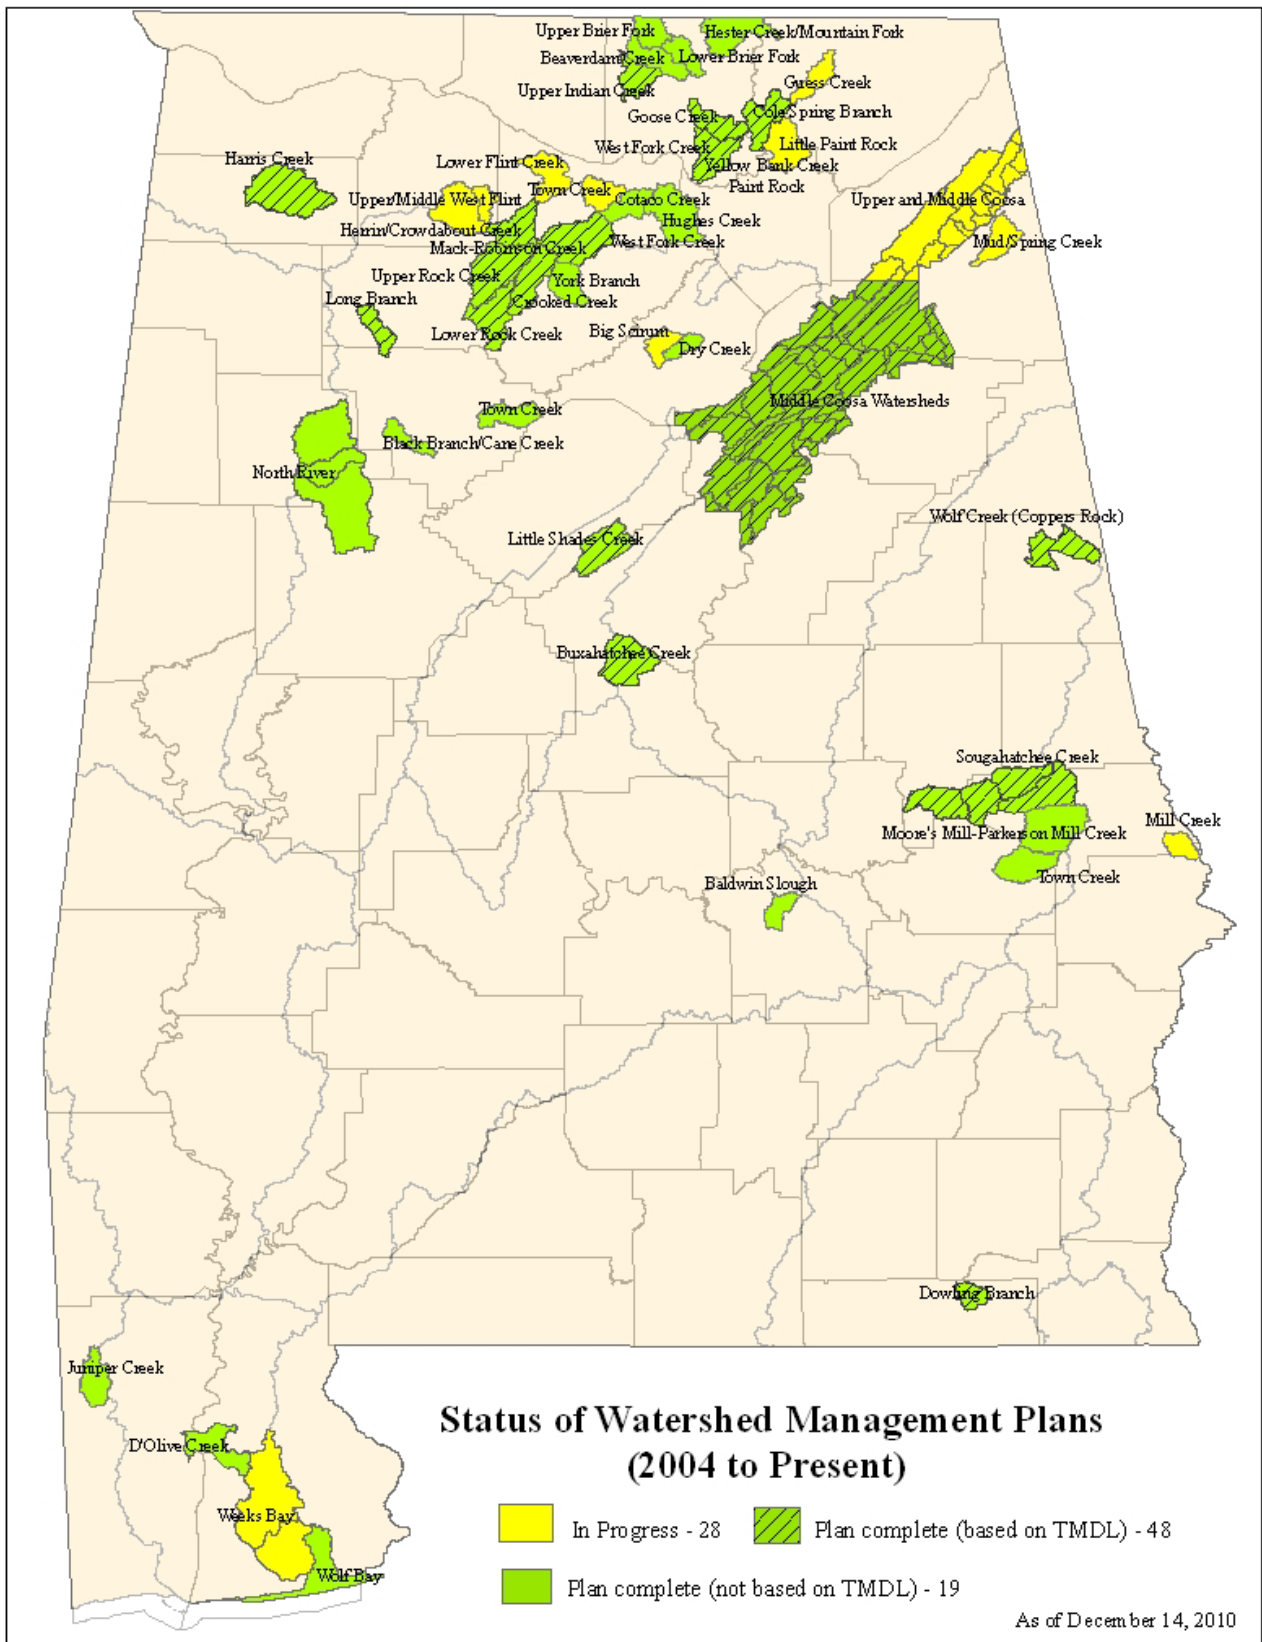 Upper Brier Fork
Hester Creek/Mountain Fork
Beaverdam Creek
Lower Brier Fork
Upper Indian Creek
Guess Creek
Goose Creek
Cole Spring Branch
West Fork Creek
Little Paint Rock
Yellow Bank Creek
Paint Rock
Harris Creek
Lower Flint Creek
Town Creek
Upper/Middle West Flint
Cotaco Creek
Upper and Middle Coosa
Hughes Creek
Herrin/Crowdabout Creek
West Fork Creek
Mud/Spring Creek
Mack-Robinson Creek
Upper Rock Creek
York Branch
Long Branch
Crooked Creek
Lower Rock Creek
Big Scirum
Dry Creek
Middle Coosa Watersheds
Town Creek
Black Branch/Cane Creek
North River
Wolf Creek (Coppers Rock)
Little Shades Creek
Buxahatchee Creek
Sougahatchee Creek
Mill Creek
Moore's Mill-Parkerson Mill Creek
Town Creek
Baldwin Slough
Dowling Branch
Juniper Creek
D'Olive Creek
Weeks Bay
Wolf Bay
Status of Watershed Management Plans
(2004 to Present)
In Progress - 28
Plan complete (based on TMDL) - 48
Plan complete (not based on TMDL) - 19
As of December 14, 2010